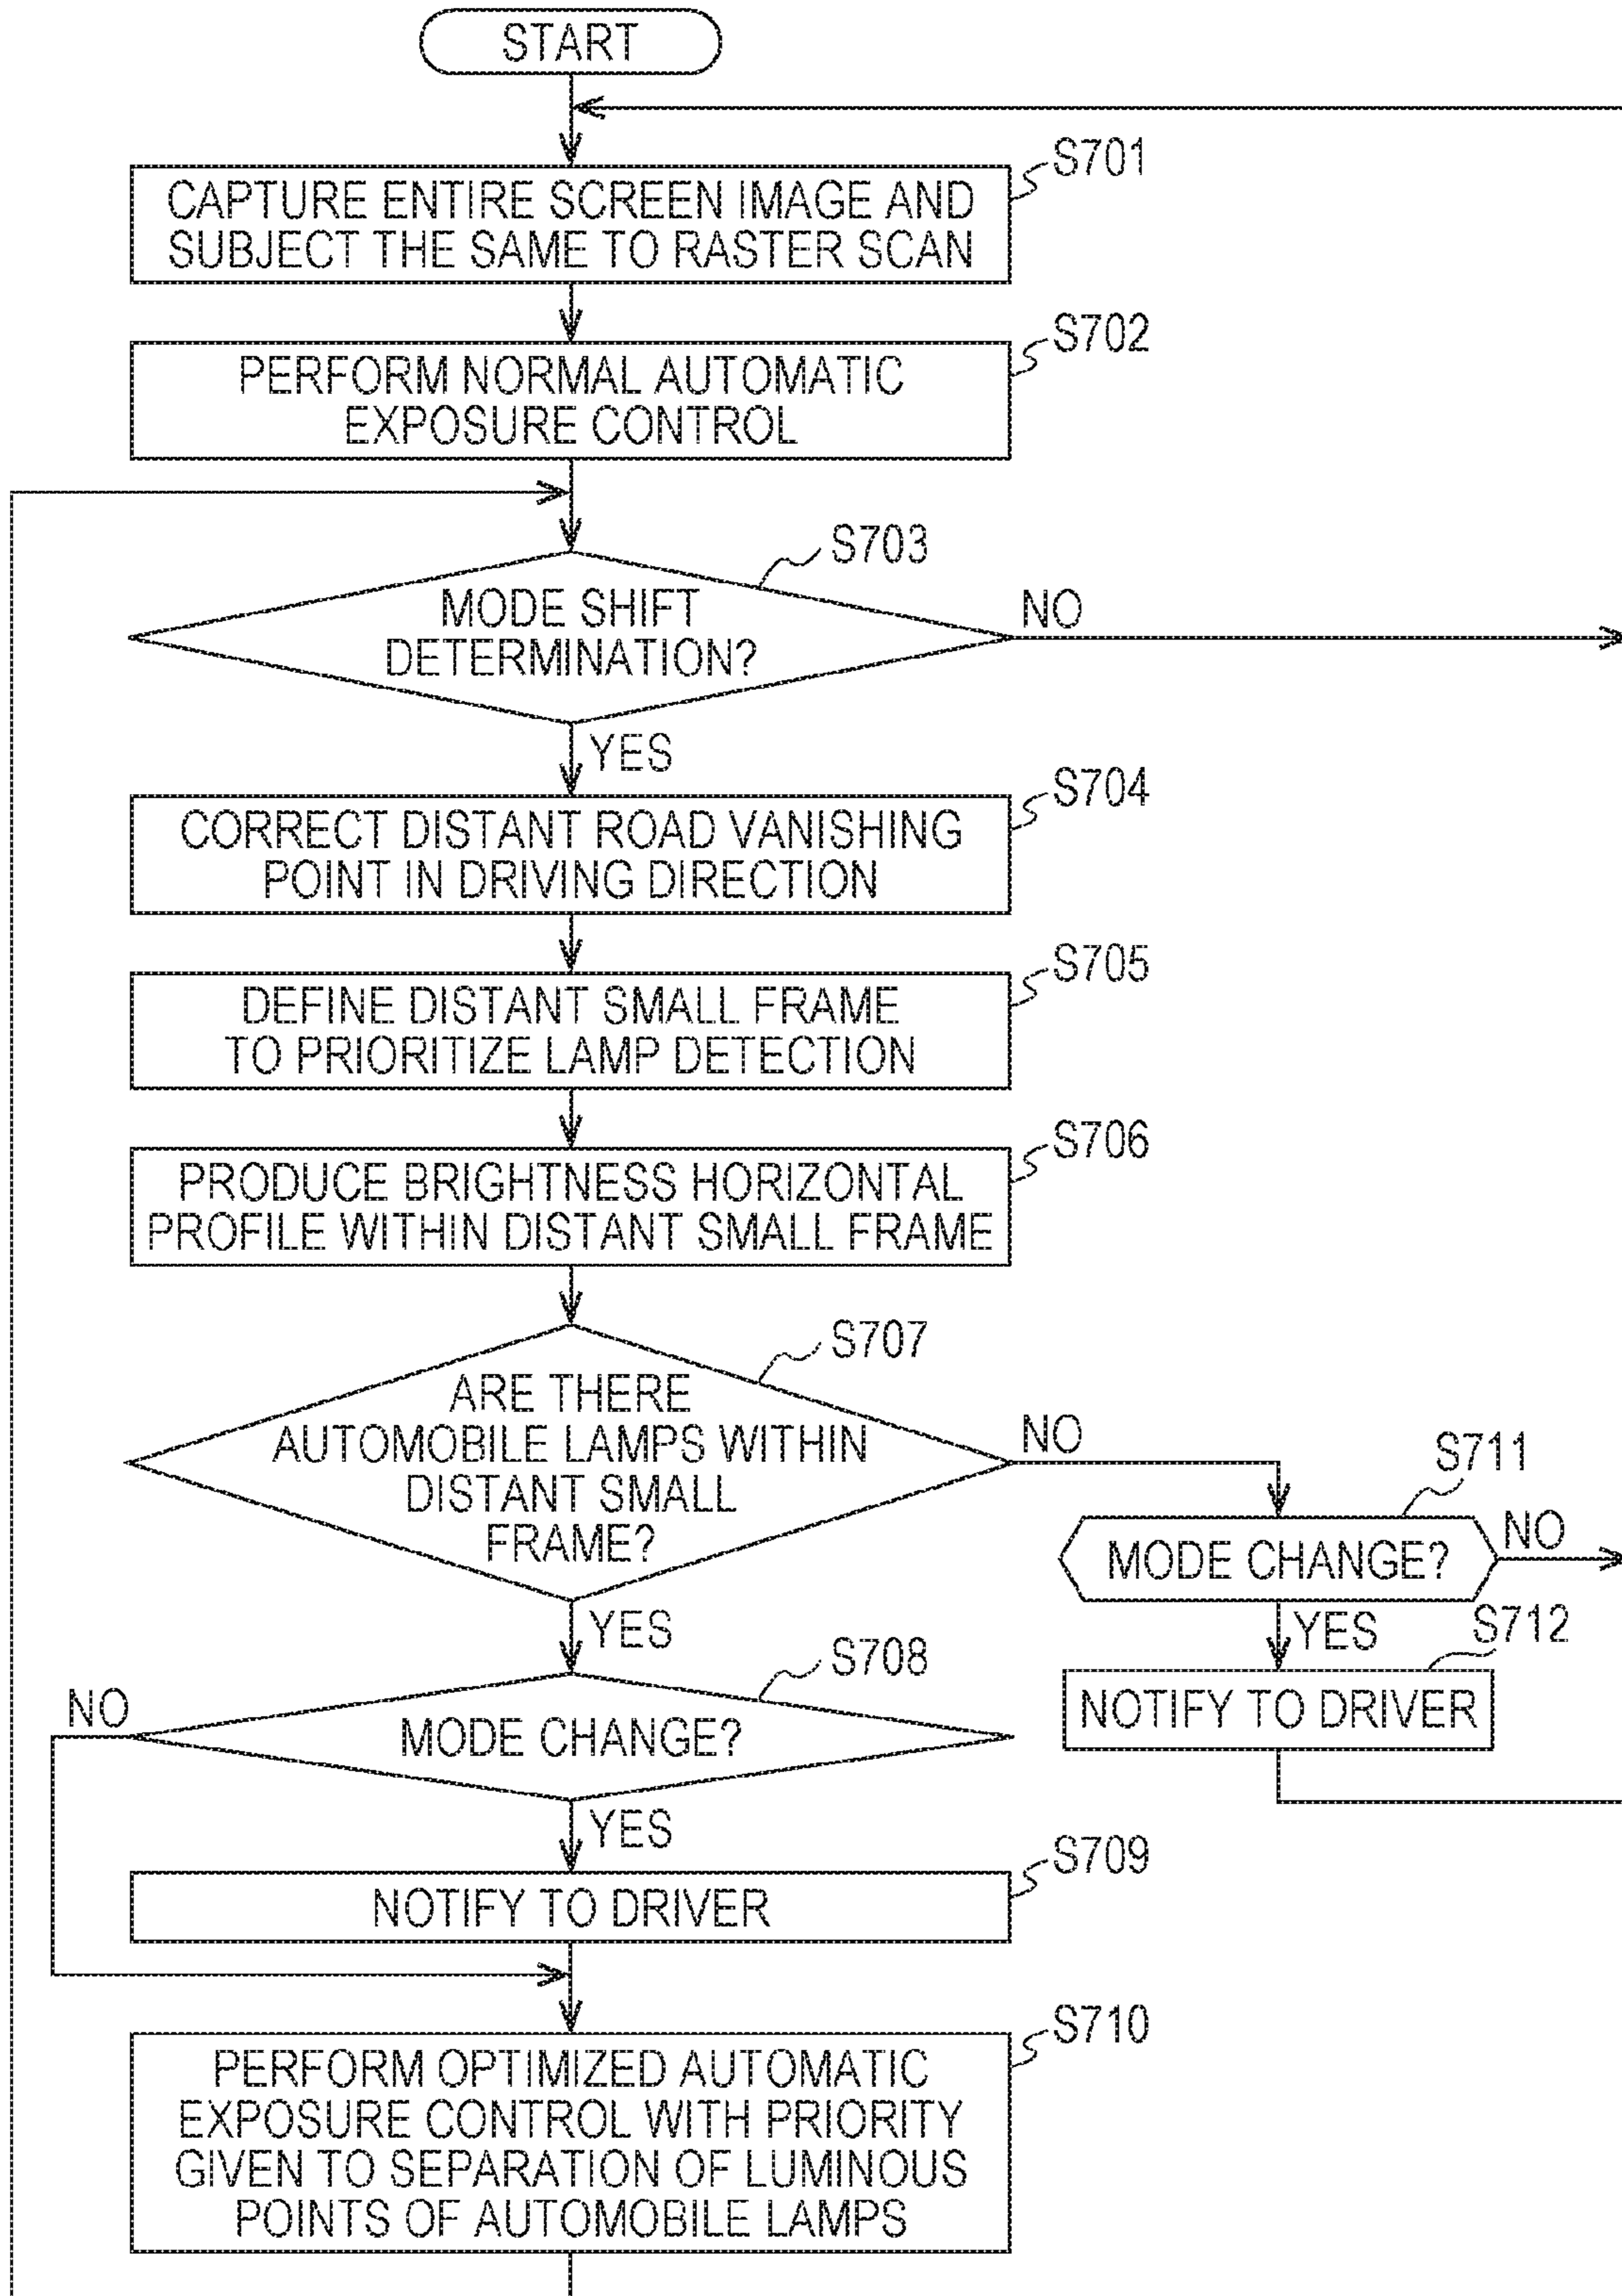 START
S701
CAPTURE ENTIRE SCREEN IMAGE AND
SUBJECT THE SAME TO RASTER SCAN
S702
PERFORM NORMAL AUTOMATIC
EXPOSURE CONTROL
S703
MODE SHIFT
DETERMINATION?
NO
YES
S704
CORRECT DISTANT ROAD VANISHING
POINT IN DRIVING DIRECTION
S705
DEFINE DISTANT SMALL FRAME
TO PRIORITIZE LAMP DETECTION
S706
PRODUCE BRIGHTNESS HORIZONTAL
PROFILE WITHIN DISTANT SMALL FRAME
S707
ARE THERE
AUTOMOBILE LAMPS WITHIN
DISTANT SMALL
FRAME?
NO
YES
S711
MODE CHANGE?
NO
YES
S712
NOTIFY TO DRIVER
S708
MODE CHANGE?
NO
YES
S709
NOTIFY TO DRIVER
S710
PERFORM OPTIMIZED AUTOMATIC
EXPOSURE CONTROL WITH PRIORITY
GIVEN TO SEPARATION OF LUMINOUS
POINTS OF AUTOMOBILE LAMPS